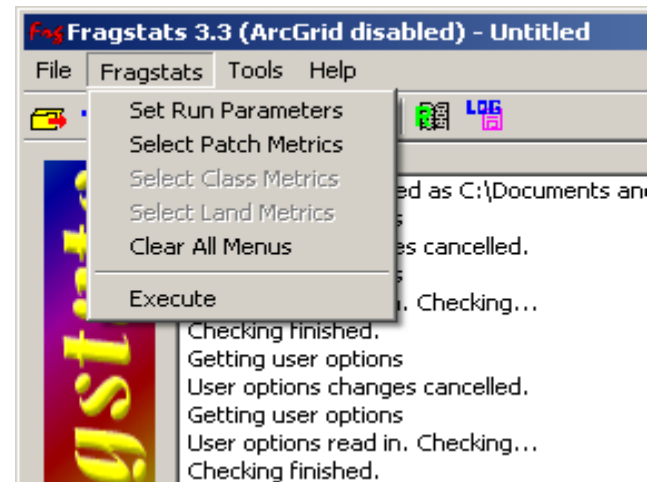 Fragstats 3.3 (ArcGrid disabled) - Untitled
File Fragstats Tools Help
LOG
Set Run Parameters
Select Patch Metrics
Select Class Metrics
Select Land Metrics
Clear All Menus
Execute
ed as C:\Documents an
es cancelled.
. Checking...
Checking finished.
Getting user options
User options changes cancelled.
Getting user options
User options read in. Checking...
Checking finished.
gstat